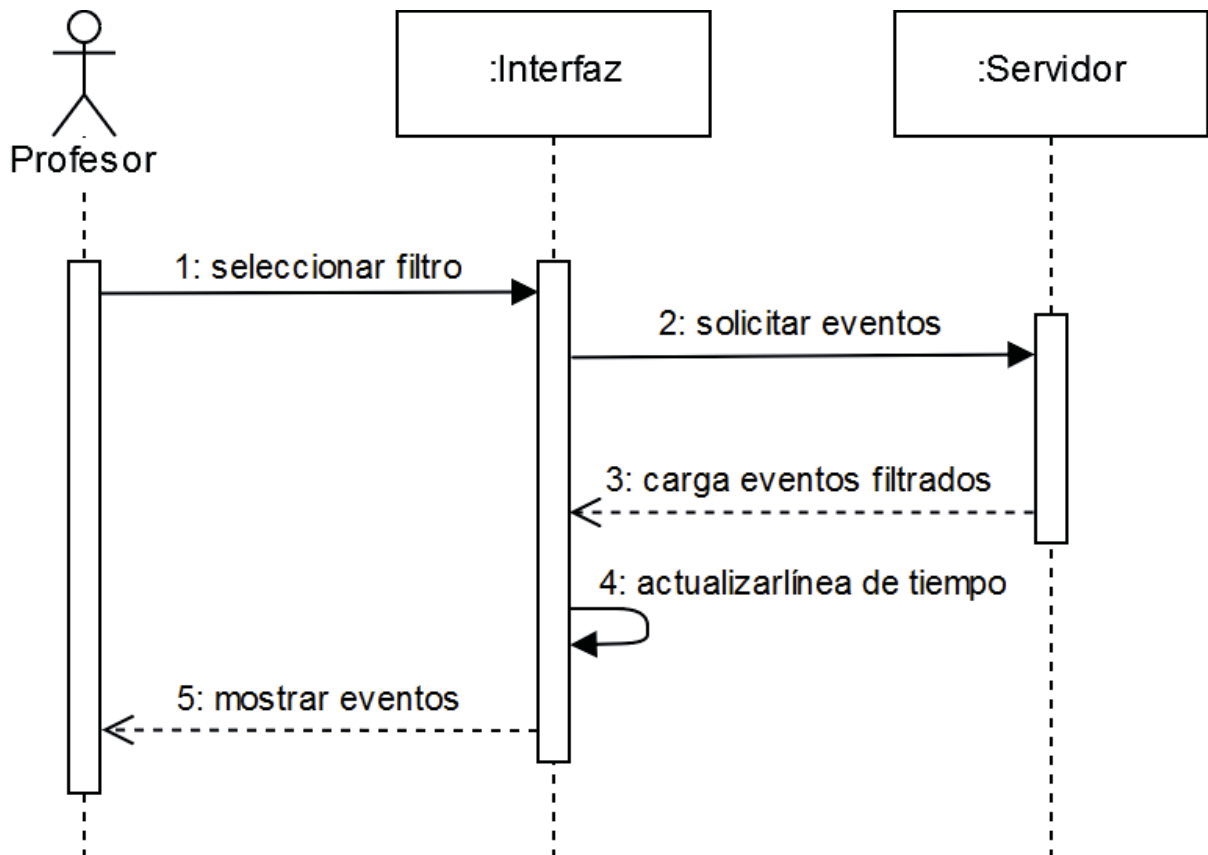 :Interfaz
:Servidor
Profesor
1: seleccionar filtro
2: solicitar eventos
3: carga eventos filtrados
4: actualizarlínea de tiempo
5: mostrar eventos